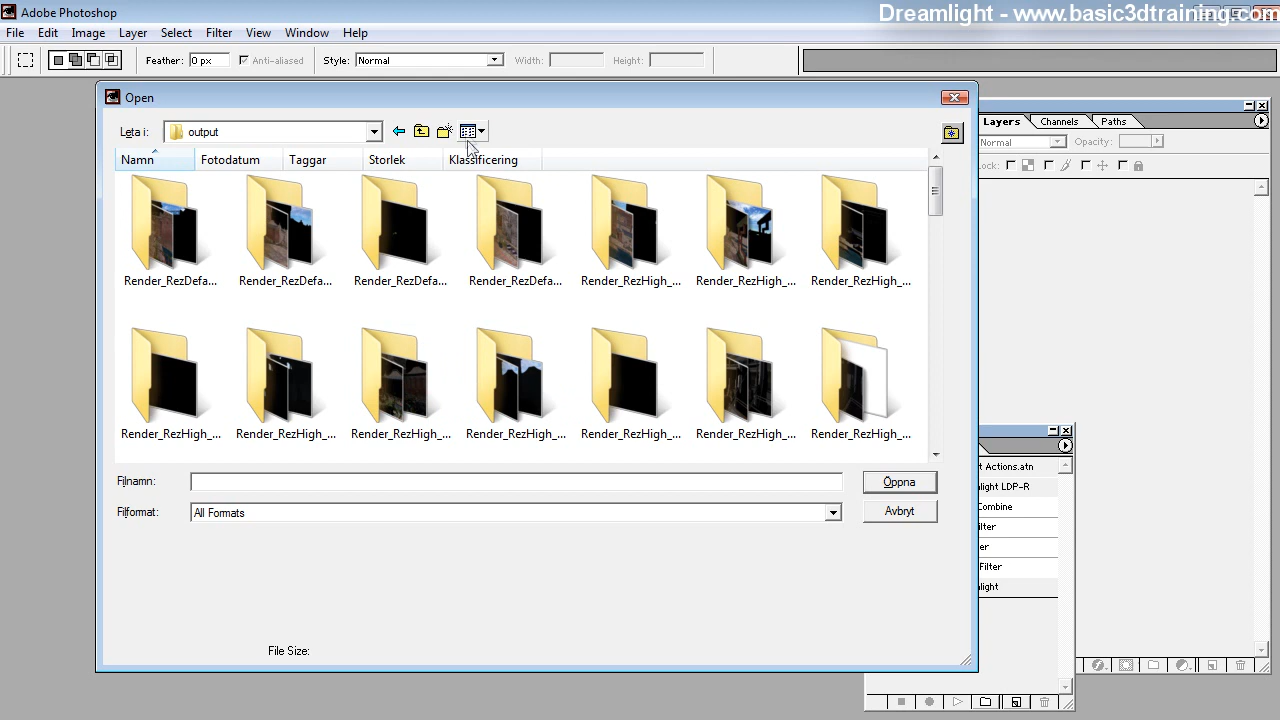 Adobe Photoshop
Dreamlight - www.basic3dtraining.com
File Edit Image Layer Select Filter View Window Help
Feather: 0 px Anti-aliased Style: Normal Width: Height:
Open
Leta i: output
Namn Fotodatum Taggar Storlek Klassificering
Render_RezDefa... Render_RezDefa... Render_RezDefa... Render_RezDefa... Render_RezHigh_... Render_RezHigh_... Render_RezHigh_...
Render_RezHigh_... Render_RezHigh_... Render_RezHigh_... Render_RezHigh_... Render_RezHigh_... Render_RezHigh_... Render_RezHigh_...
Filnamn:
Öppna
Filformat: All Formats
Avbryt
File Size:
Layers Channels Paths
Normal Opacity:
Lock:
t Actions.atn
light LDP-R
Combine
ilter
er
Filter
light